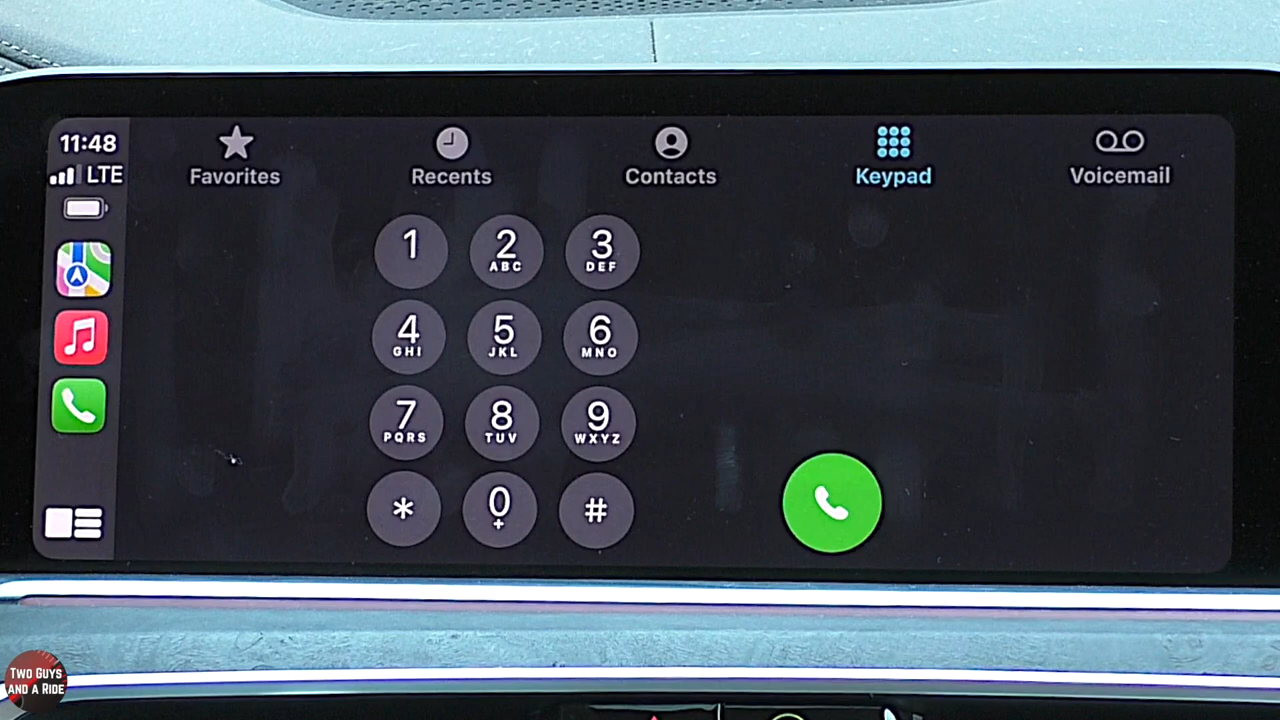 11:48
LTE
Favorites
Recents
Contacts
Keypad
Voicemail
1
2
ABC
3
DEF
4
GHI
5
JKL
6
MNO
7
PQRS
8
TUV
9
WXYZ
*
0
+
#
TWO GUYS
AND A RIDE